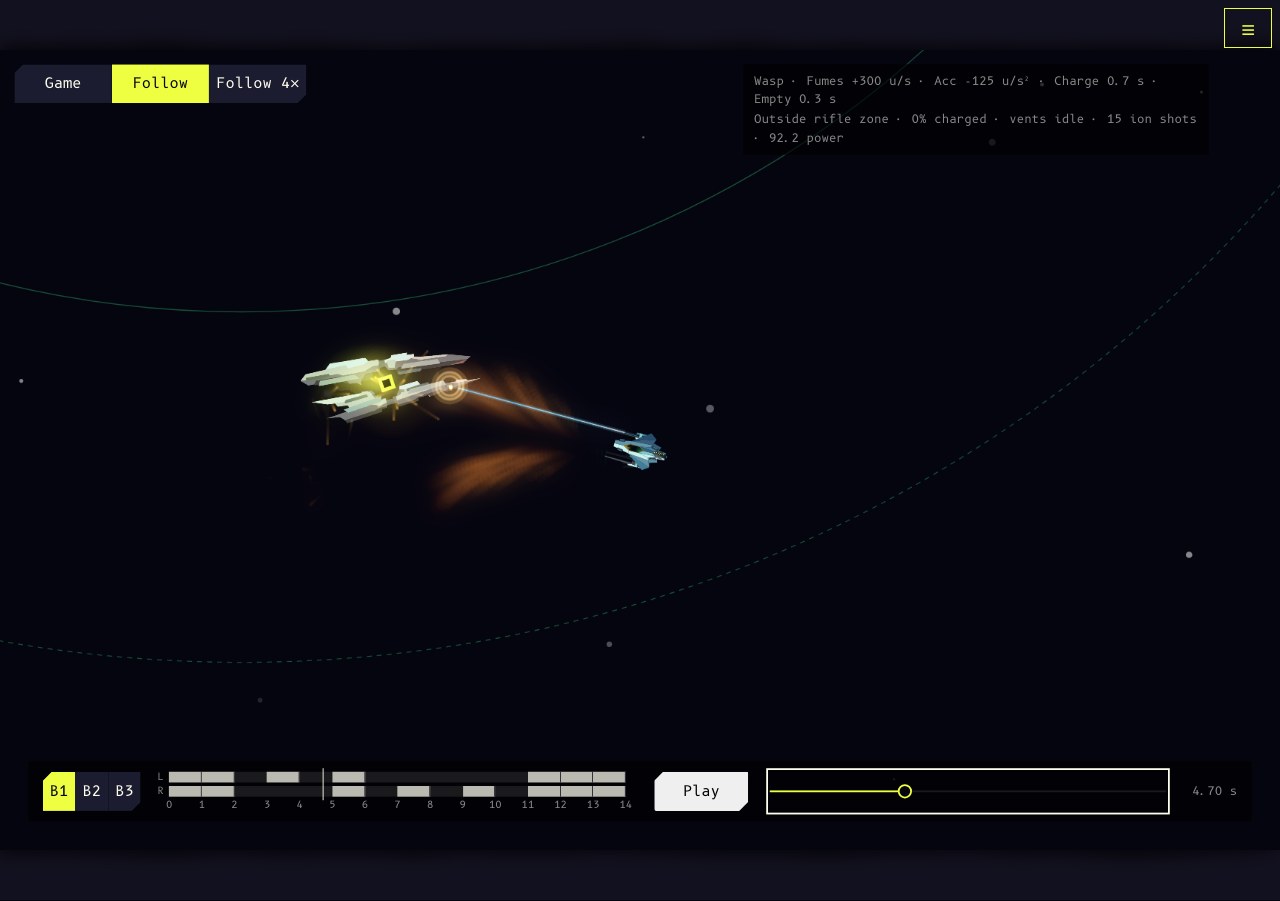 ≡
Game Follow Follow 4×
Wasp · Fumes +300 u/s · Acc -125 u/s² · Charge 0.7 s ·
Empty 0.3 s
Outside rifle zone · 0% charged · vents idle · 15 ion shots
· 92.2 power
B1 B2 B3
L
R
0 1 2 3 4 5 6 7 8 9 10 11 12 13 14
Play
4.70 s